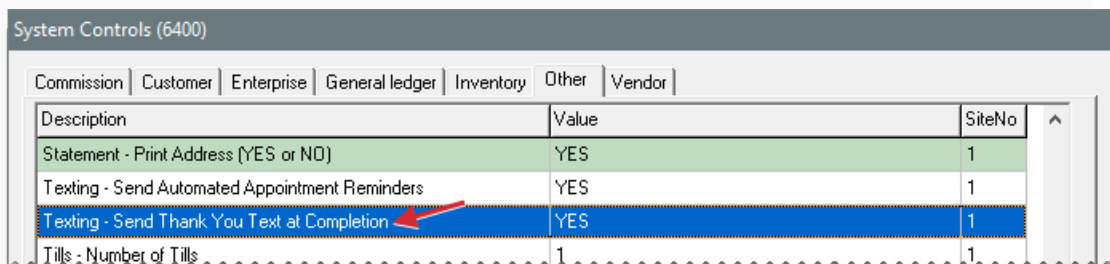 System Controls (6400)
Commission Customer Enterprise General ledger Inventory Other Vendor
Description Value SiteNo
Statement - Print Address (YES or NO) YES 1
Texting - Send Automated Appointment Reminders YES 1
Texting - Send Thank You Text at Completion YES 1
Tills - Number of Tills 1 1